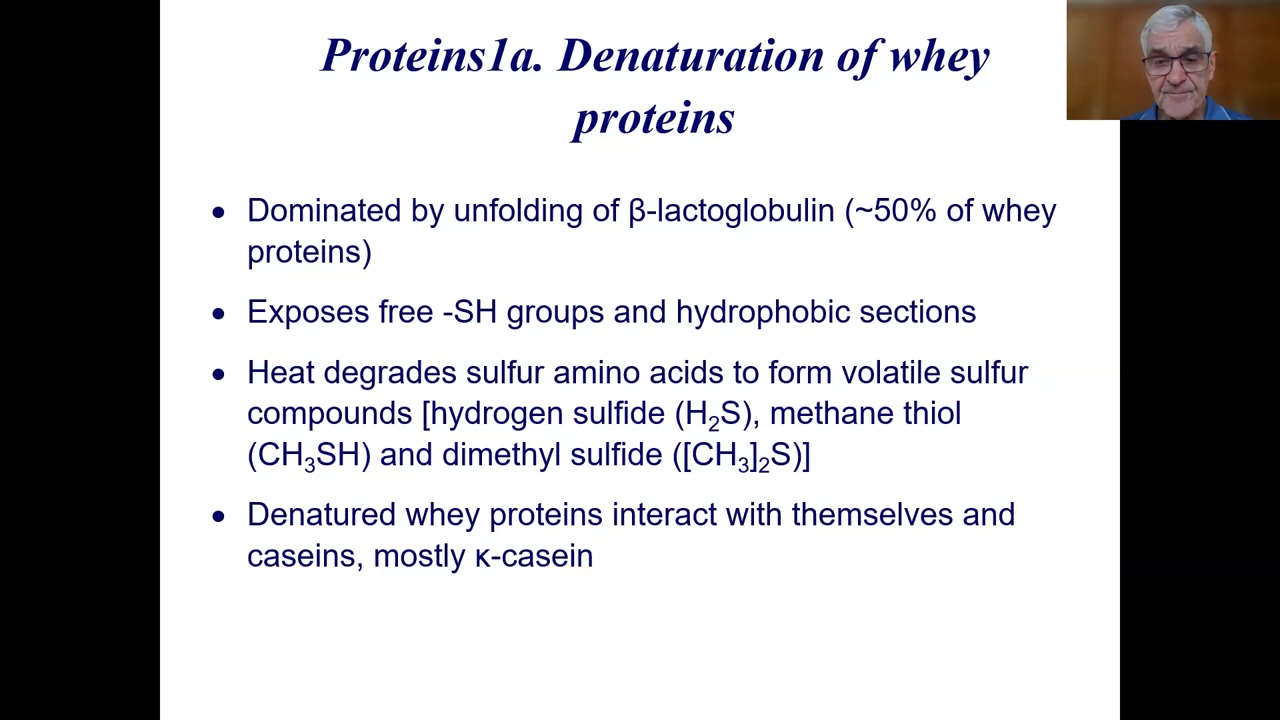 Proteins1a. Denaturation of whey
proteins
• Dominated by unfolding of β-lactoglobulin (~50% of whey
proteins)
• Exposes free -SH groups and hydrophobic sections
• Heat degrades sulfur amino acids to form volatile sulfur
compounds [hydrogen sulfide (H₂S), methane thiol
(CH₃SH) and dimethyl sulfide ([CH₃]₂S)]
• Denatured whey proteins interact with themselves and
caseins, mostly κ-casein